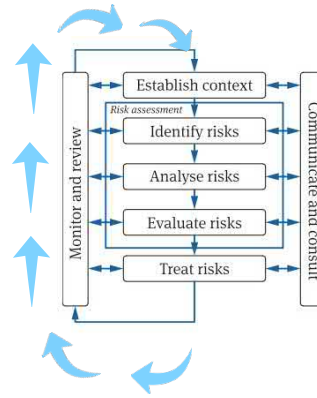 Establish context
Risk assessment
Identify risks
Analyse risks
Evaluate risks
Treat risks
Monitor and review
Communicate and consult